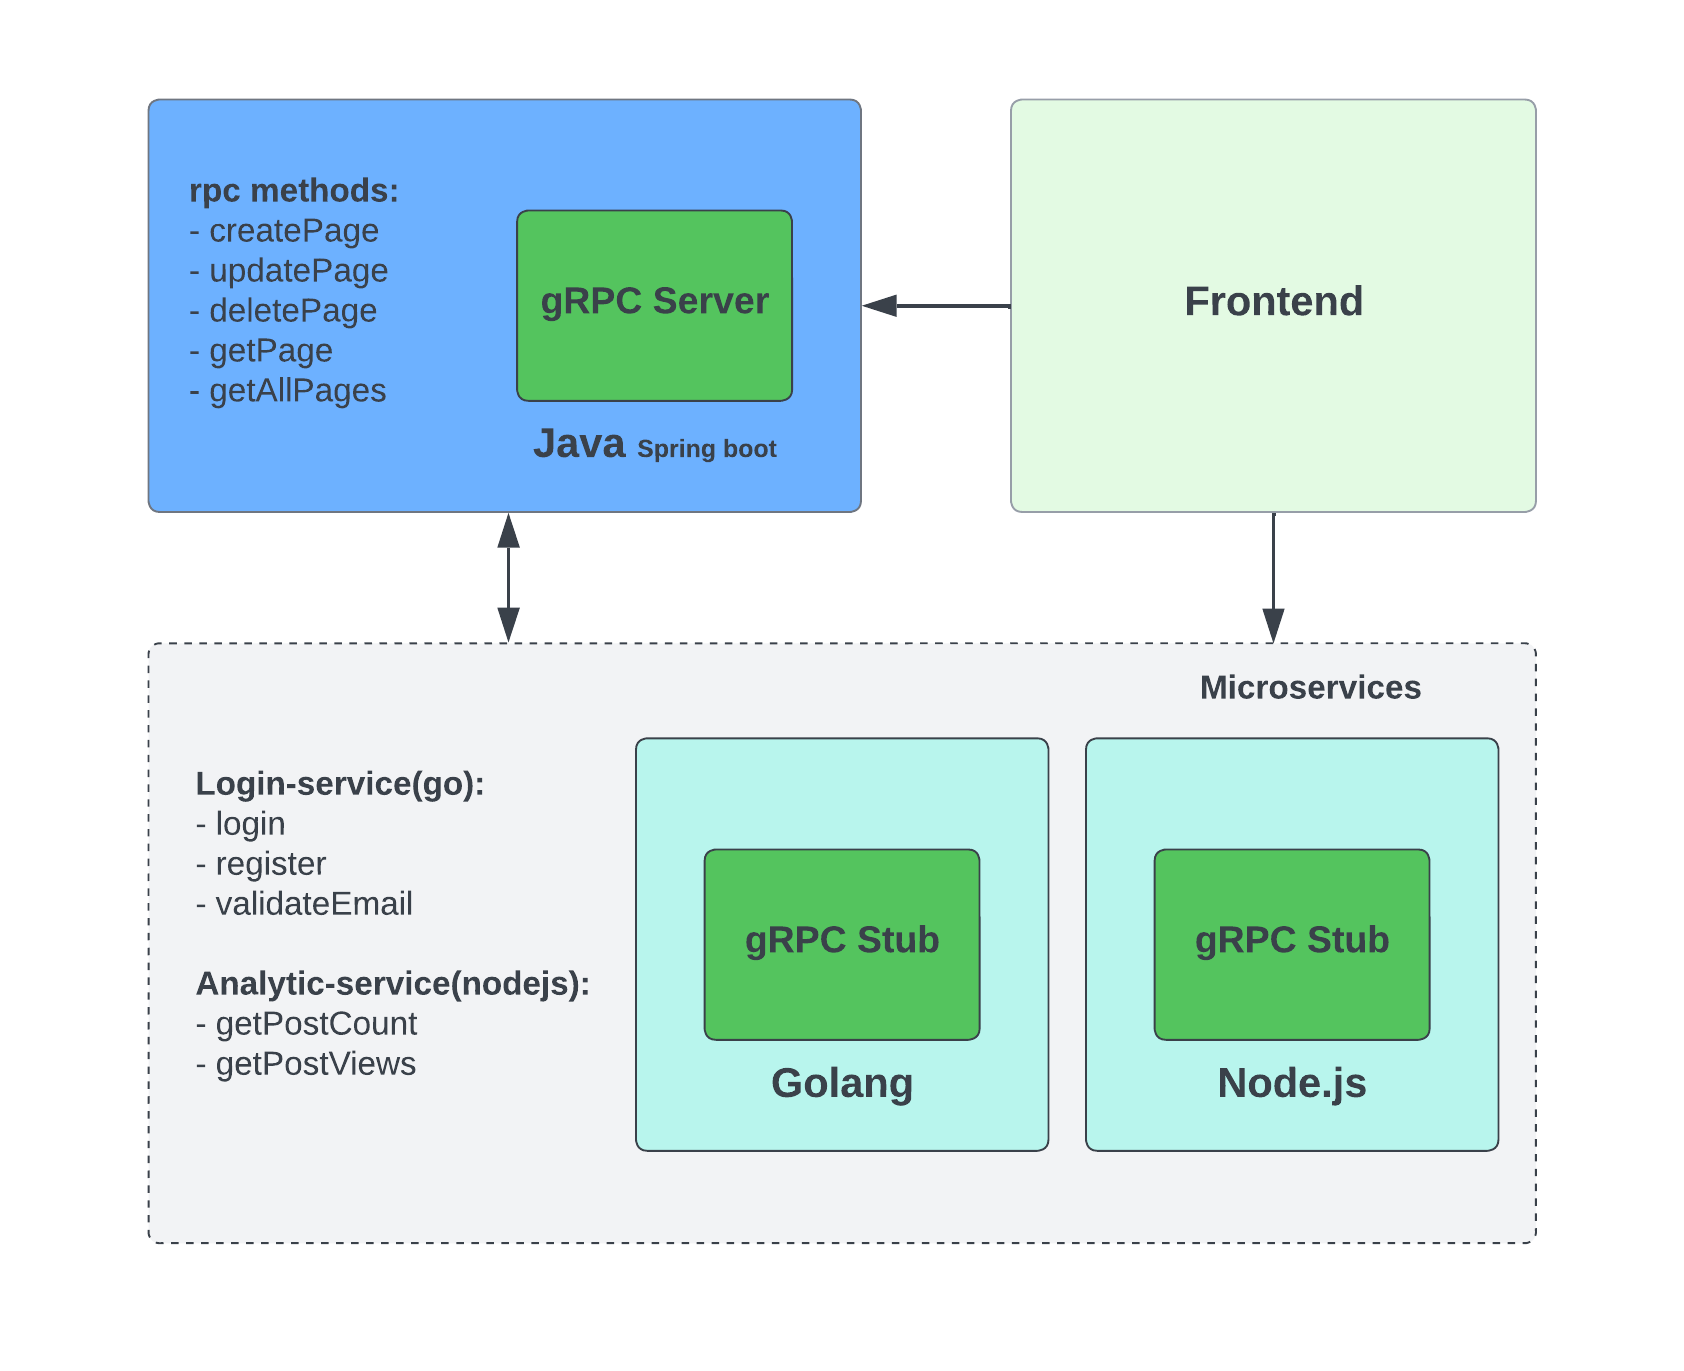 rpc methods:
- createPage
- updatePage
- deletePage
- getPage
- getAllPages
gRPC Server
Java Spring boot
Frontend
Microservices
Login-service(go):
- login
- register
- validateEmail
Analytic-service(nodejs):
- getPostCount
- getPostViews
gRPC Stub
Golang
gRPC Stub
Node.js